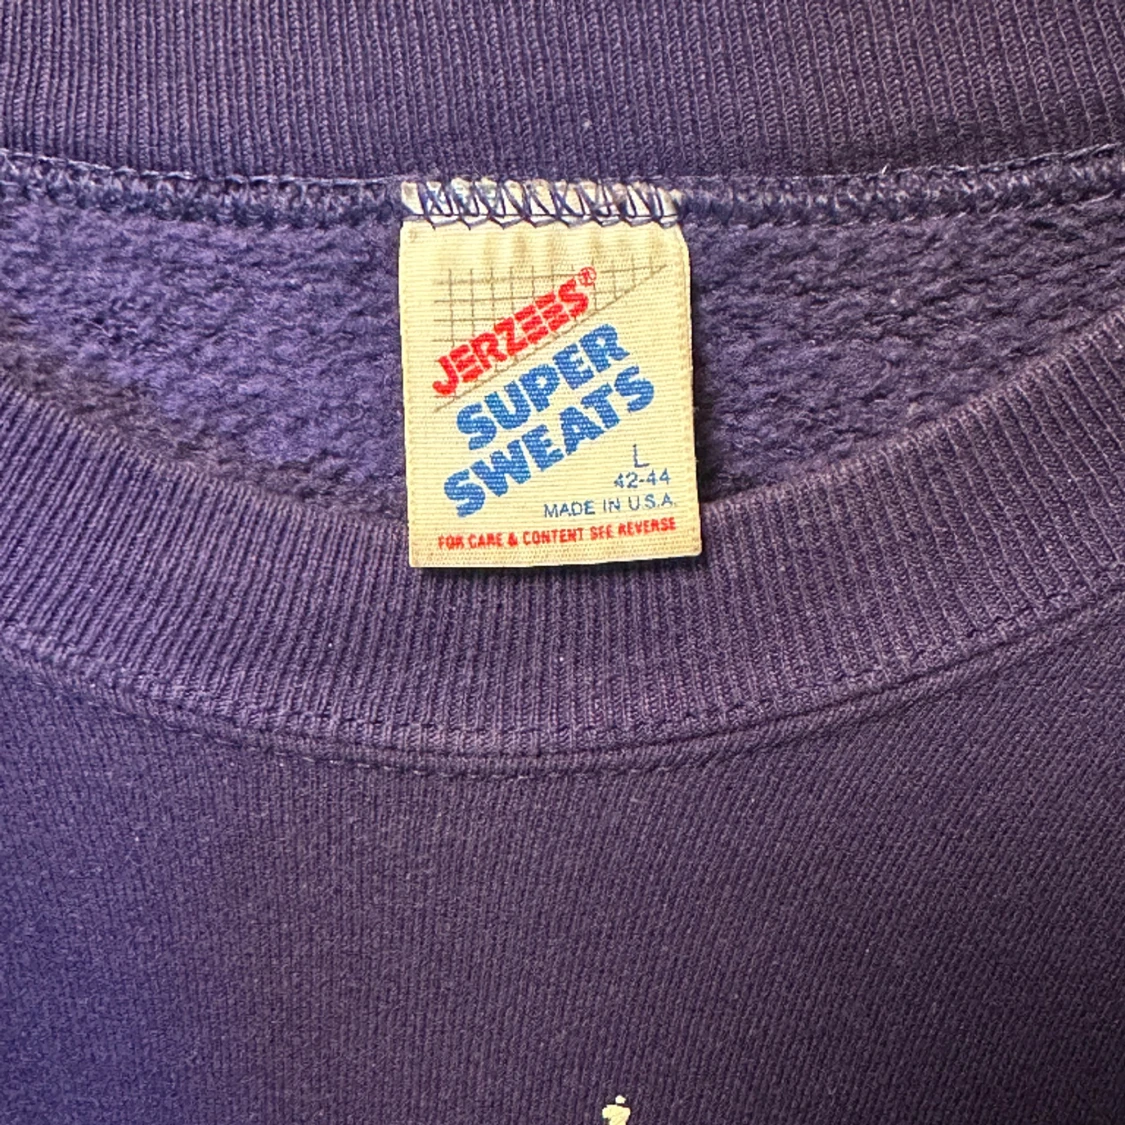 JERZEES®
SUPER
SWEATS
L
42-44
MADE IN U.S.A.
FOR CARE & CONTENT SEE REVERSE